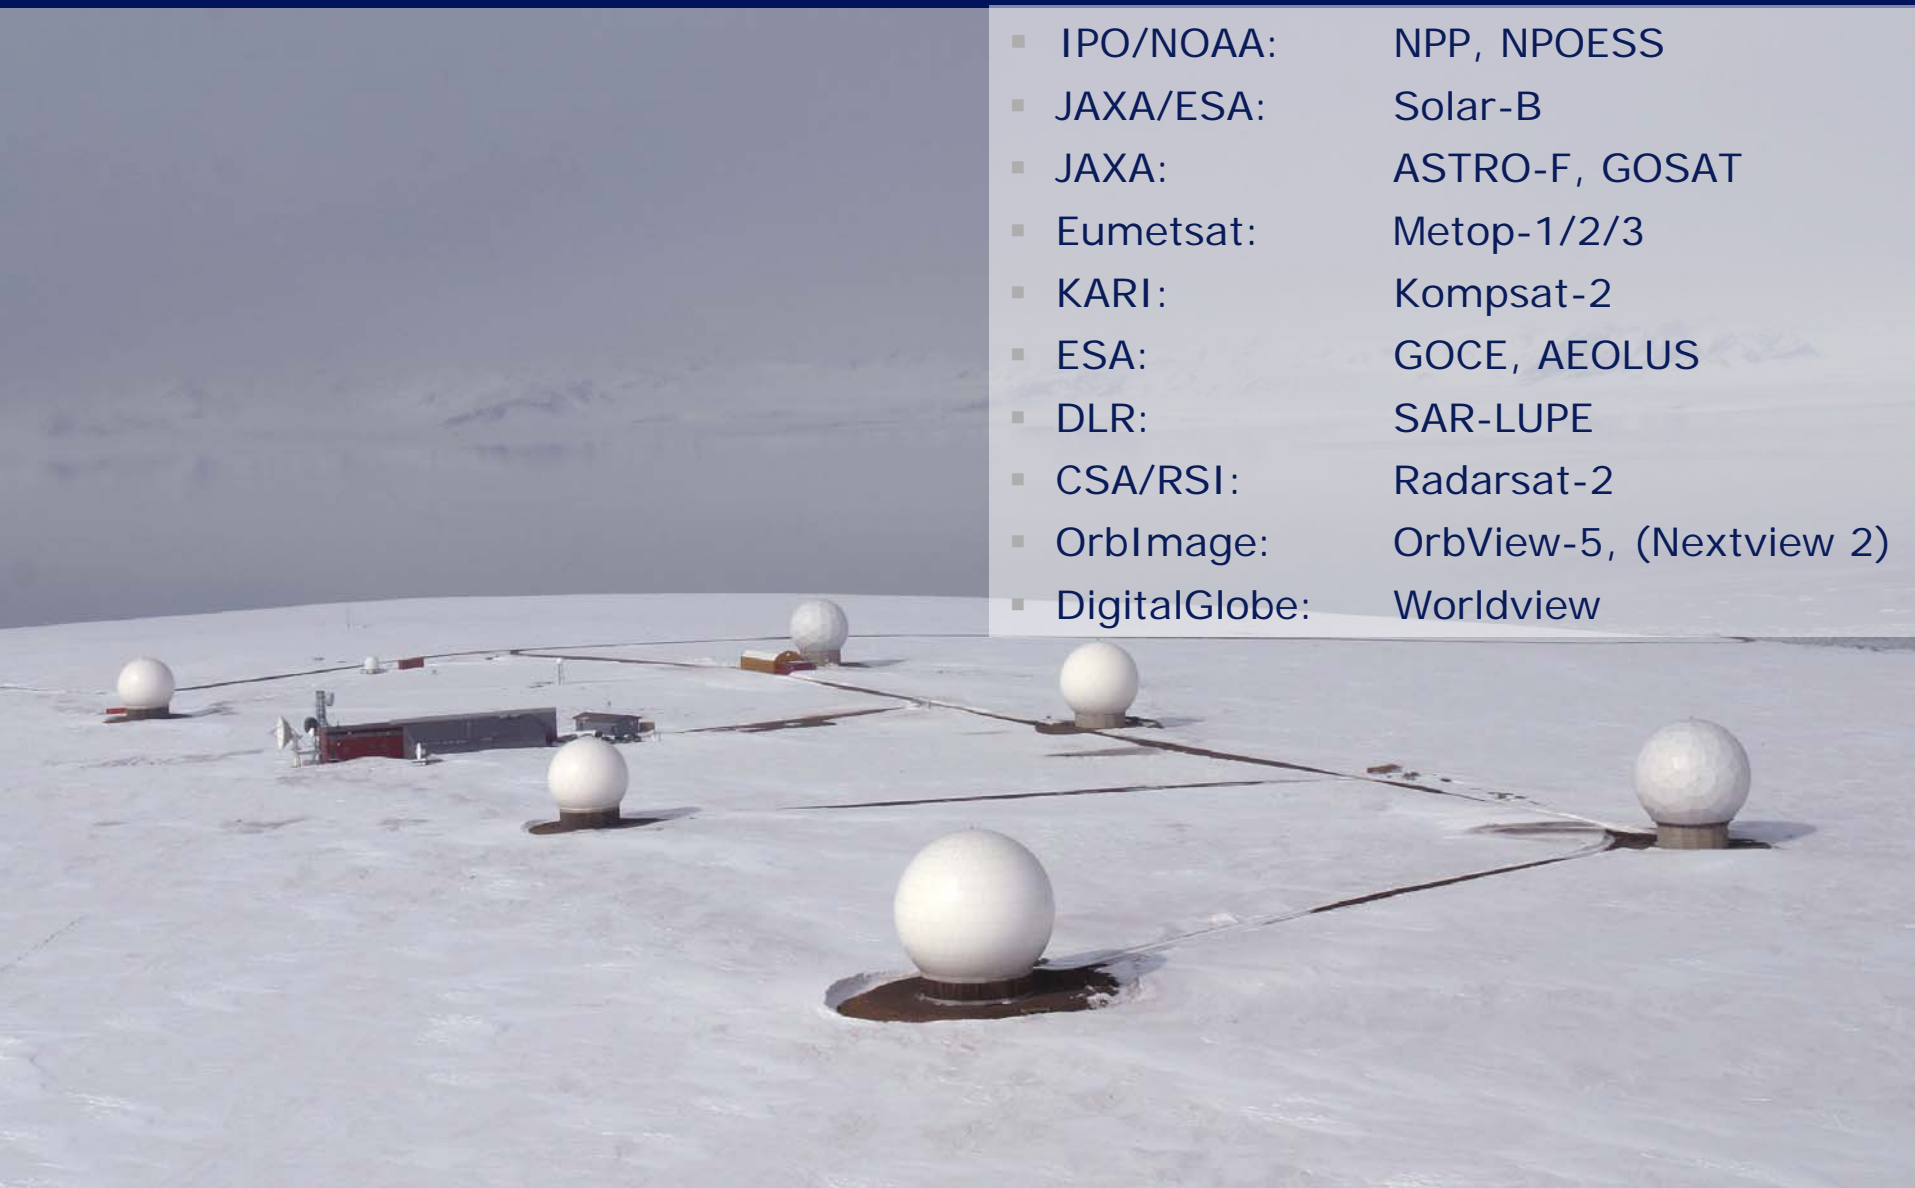 IPO/NOAA: NPP, NPOESS
JAXA/ESA: Solar-B
JAXA: ASTRO-F, GOSAT
Eumetsat: Metop-1/2/3
KARI: Kompsat-2
ESA: GOCE, AEOLUS
DLR: SAR-LUPE
CSA/RSI: Radarsat-2
OrbImage: OrbView-5, (Nextview 2)
DigitalGlobe: Worldview